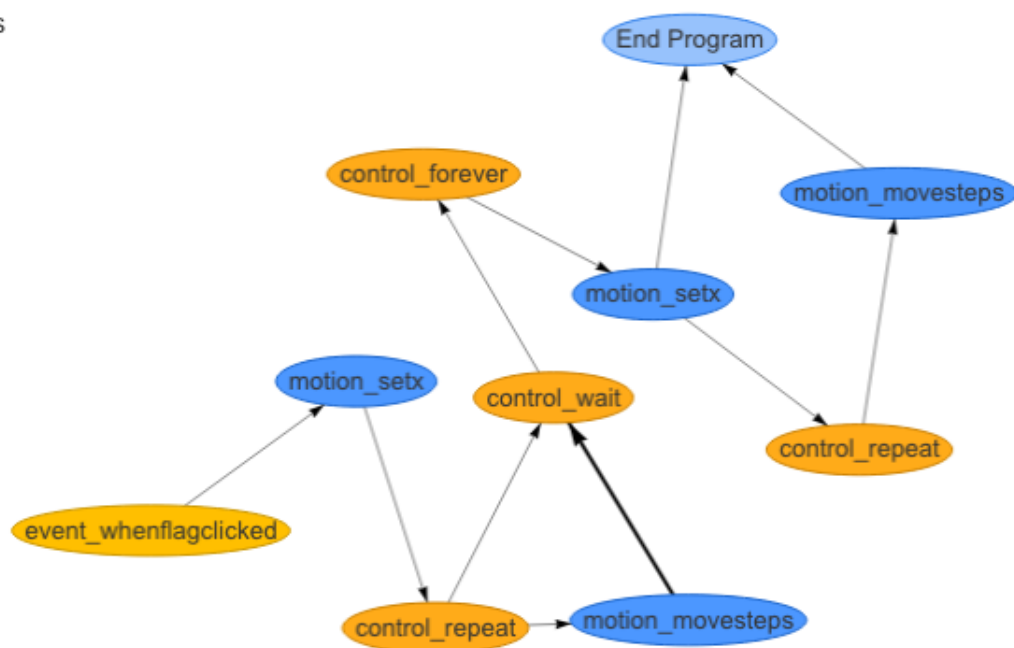 s
End Program
control_forever
motion_movesteps
motion_setx
motion_setx
control_wait
control_repeat
event_whenflagclicked
control_repeat
motion_movesteps